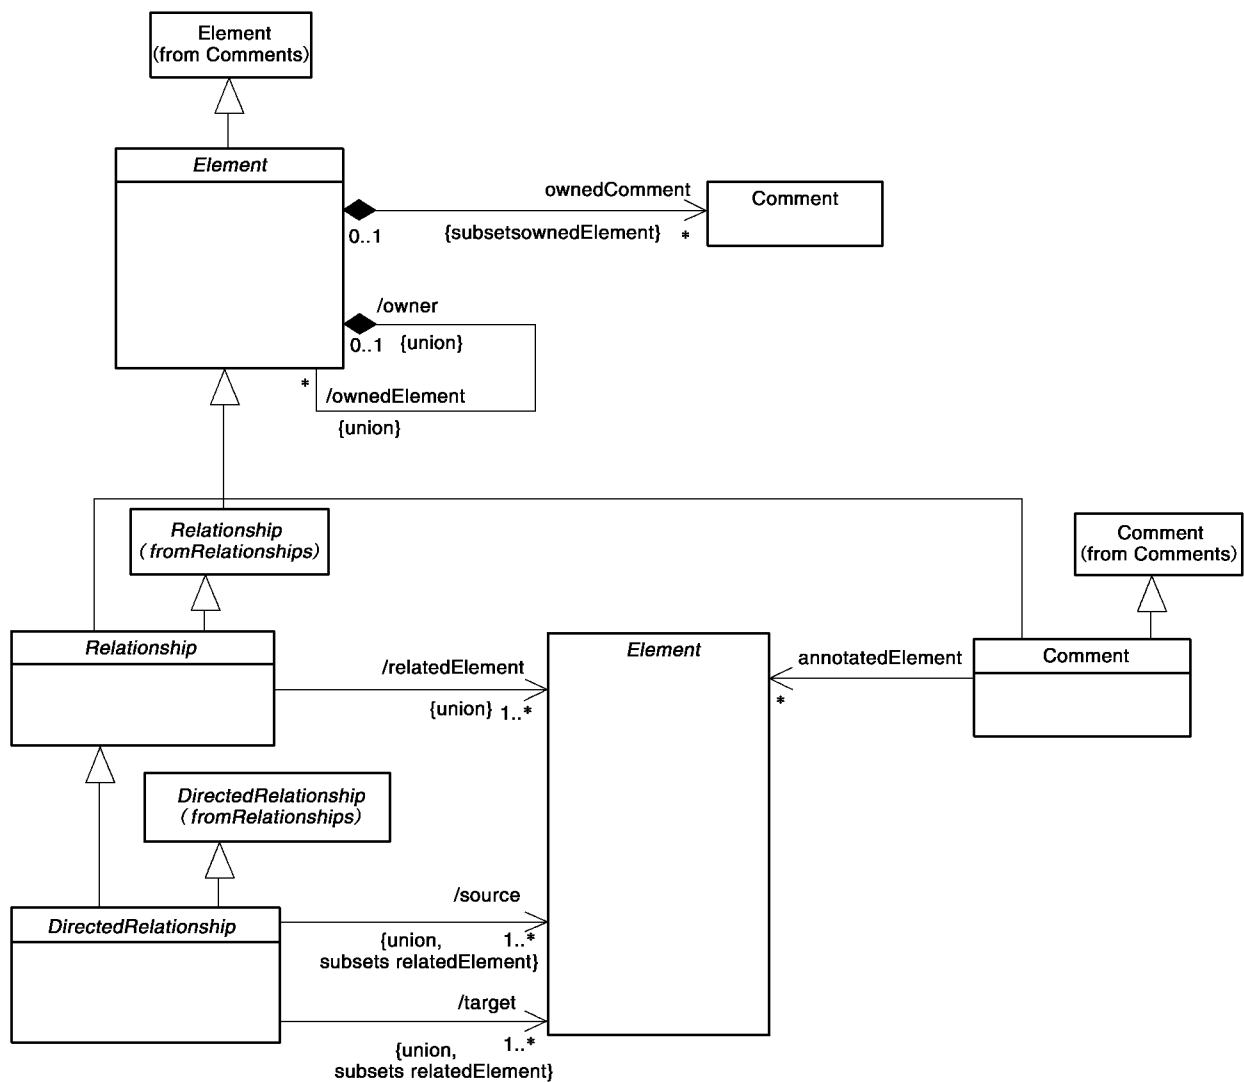 Element
(from Comments)
Element
ownedComment
Comment
0..1
{subsetsownedElement}
*
/owner
0..1
{union}
*
/ownedElement
{union}
Relationship
(fromRelationships)
Comment
(from Comments)
Relationship
/relatedElement
{union}
1..*
Element
annotatedElement
*
Comment
DirectedRelationship
(fromRelationships)
DirectedRelationship
/source
{union,
1..*
subsets relatedElement}
/target
{union,
1..*
subsets relatedElement}